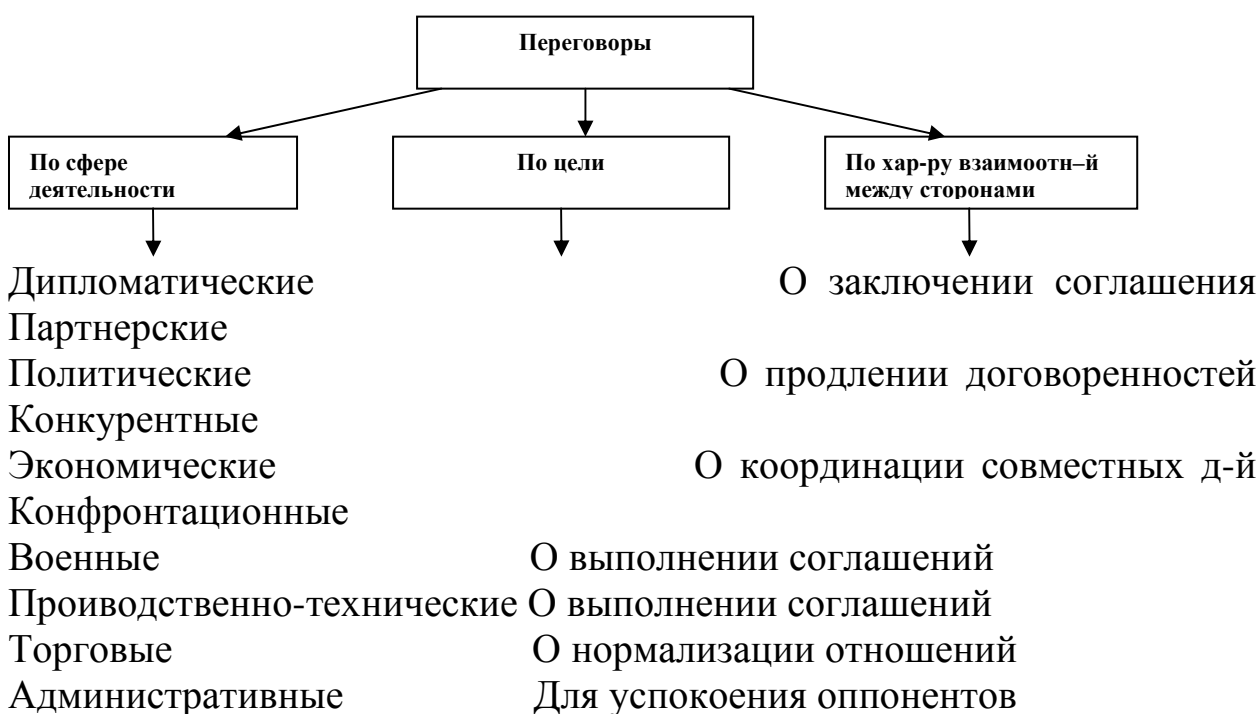 Переговоры
По сфере
деятельности
По цели
По хар-ру взаимоотн–й
между сторонами
Дипломатические О заключении соглашения
Партнерские
Политические О продлении договоренностей
Конкурентные
Экономические О координации совместных д-й
Конфронтационные
Военные О выполнении соглашений
Проиводственно-технические О выполнении соглашений
Торговые О нормализации отношений
Административные Для успокоения оппонентов